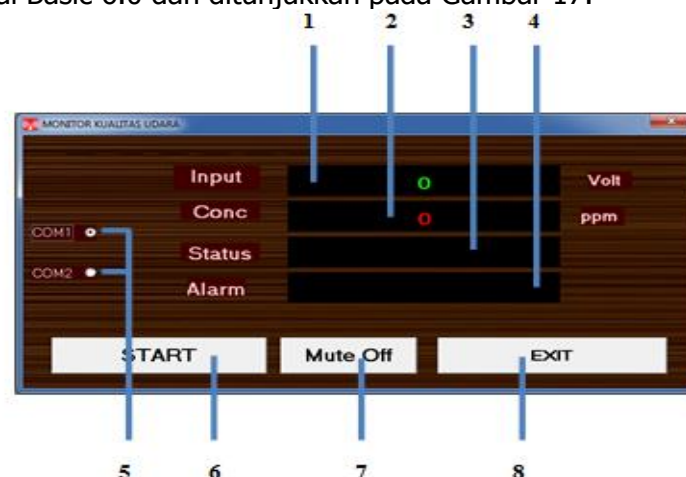 al Basic 6.0 dan ditunjukkan pada Gambar 17.
1 2 3 4
MONITOR KUALITAS UDARA
Input 0 Volt
Conc 0 ppm
COM1
Status
COM2
Alarm
START Mute Off EXIT
5 6 7 8